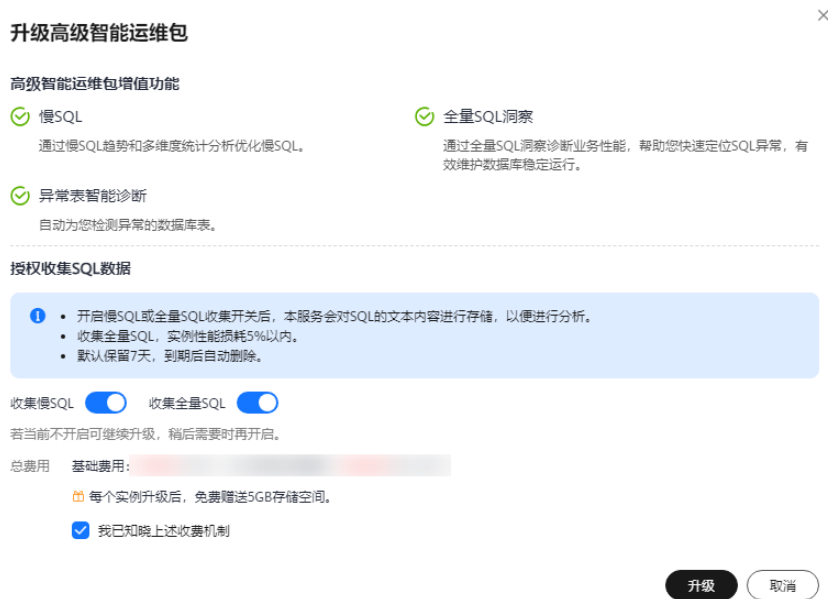 升级高级智能运维包
高级智能运维包增值功能
慢SQL
通过慢SQL趋势和多维度统计分析优化慢SQL。
全量SQL洞察
通过全量SQL洞察诊断业务性能，帮助您快速定位SQL异常，有
效维护数据库稳定运行。
异常表智能诊断
自动为您检测异常的数据库表。
授权收集SQL数据
• 开启慢SQL或全量SQL收集开关后，本服务会对SQL的文本内容进行存储，以便进行分析。
• 收集全量SQL，实例性能损耗5%以内。
• 默认保留7天，到期后自动删除。
收集慢SQL 收集全量SQL
若当前不开启可继续升级，稍后需要时再开启。
总费用 基础费用:
每个实例升级后，免费赠送5GB存储空间。
我已知晓上述收费机制
升级 取消